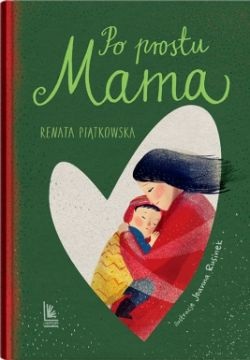 Po prostu
Mama
RENATA PIĄTKOWSKA
ilustracje Joanna Rusinek